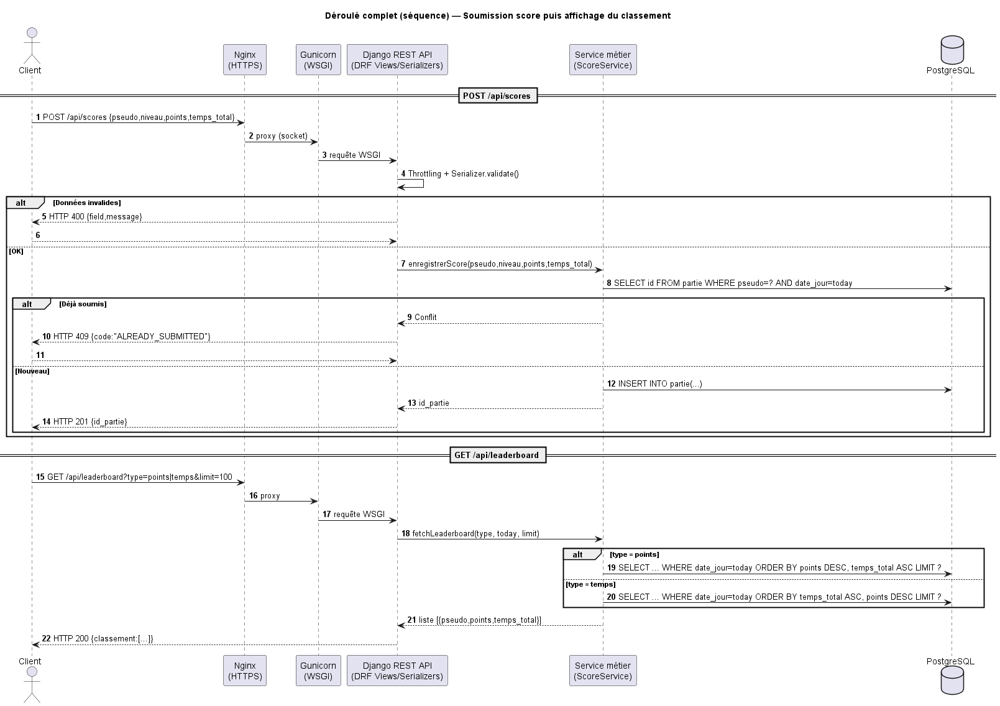 Déroulé complet (séquence) — Soumission score puis affichage du classement
Client
Nginx
(HTTPS)
Gunicorn
(WSGI)
Django REST API
(DRF Views/Serializers)
Service métier
(ScoreService)
PostgreSQL
POST /api/scores
1 POST /api/scores {pseudo,niveau,points,temps_total}
2 proxy (socket)
3 requête WSGI
4 Throttling + Serializer.validate()
alt [Données invalides]
5 HTTP 400 {field,message}
6
[OK]
7 enregistrerScore(pseudo,niveau,points,temps_total)
8 SELECT id FROM partie WHERE pseudo=? AND date_jour=today
alt [Déjà soumis]
9 Conflit
10 HTTP 409 {code:"ALREADY_SUBMITTED"}
11
[Nouveau]
12 INSERT INTO partie(...)
13 id_partie
14 HTTP 201 {id_partie}
GET /api/leaderboard
15 GET /api/leaderboard?type=points|temps&limit=100
16 proxy
17 requête WSGI
18 fetchLeaderboard(type, today, limit)
alt [type = points]
19 SELECT ... WHERE date_jour=today ORDER BY points DESC, temps_total ASC LIMIT ?
[type = temps]
20 SELECT ... WHERE date_jour=today ORDER BY temps_total ASC, points DESC LIMIT ?
21 liste [{pseudo,points,temps_total}]
22 HTTP 200 {classement:[...]}
Client
Nginx
(HTTPS)
Gunicorn
(WSGI)
Django REST API
(DRF Views/Serializers)
Service métier
(ScoreService)
PostgreSQL